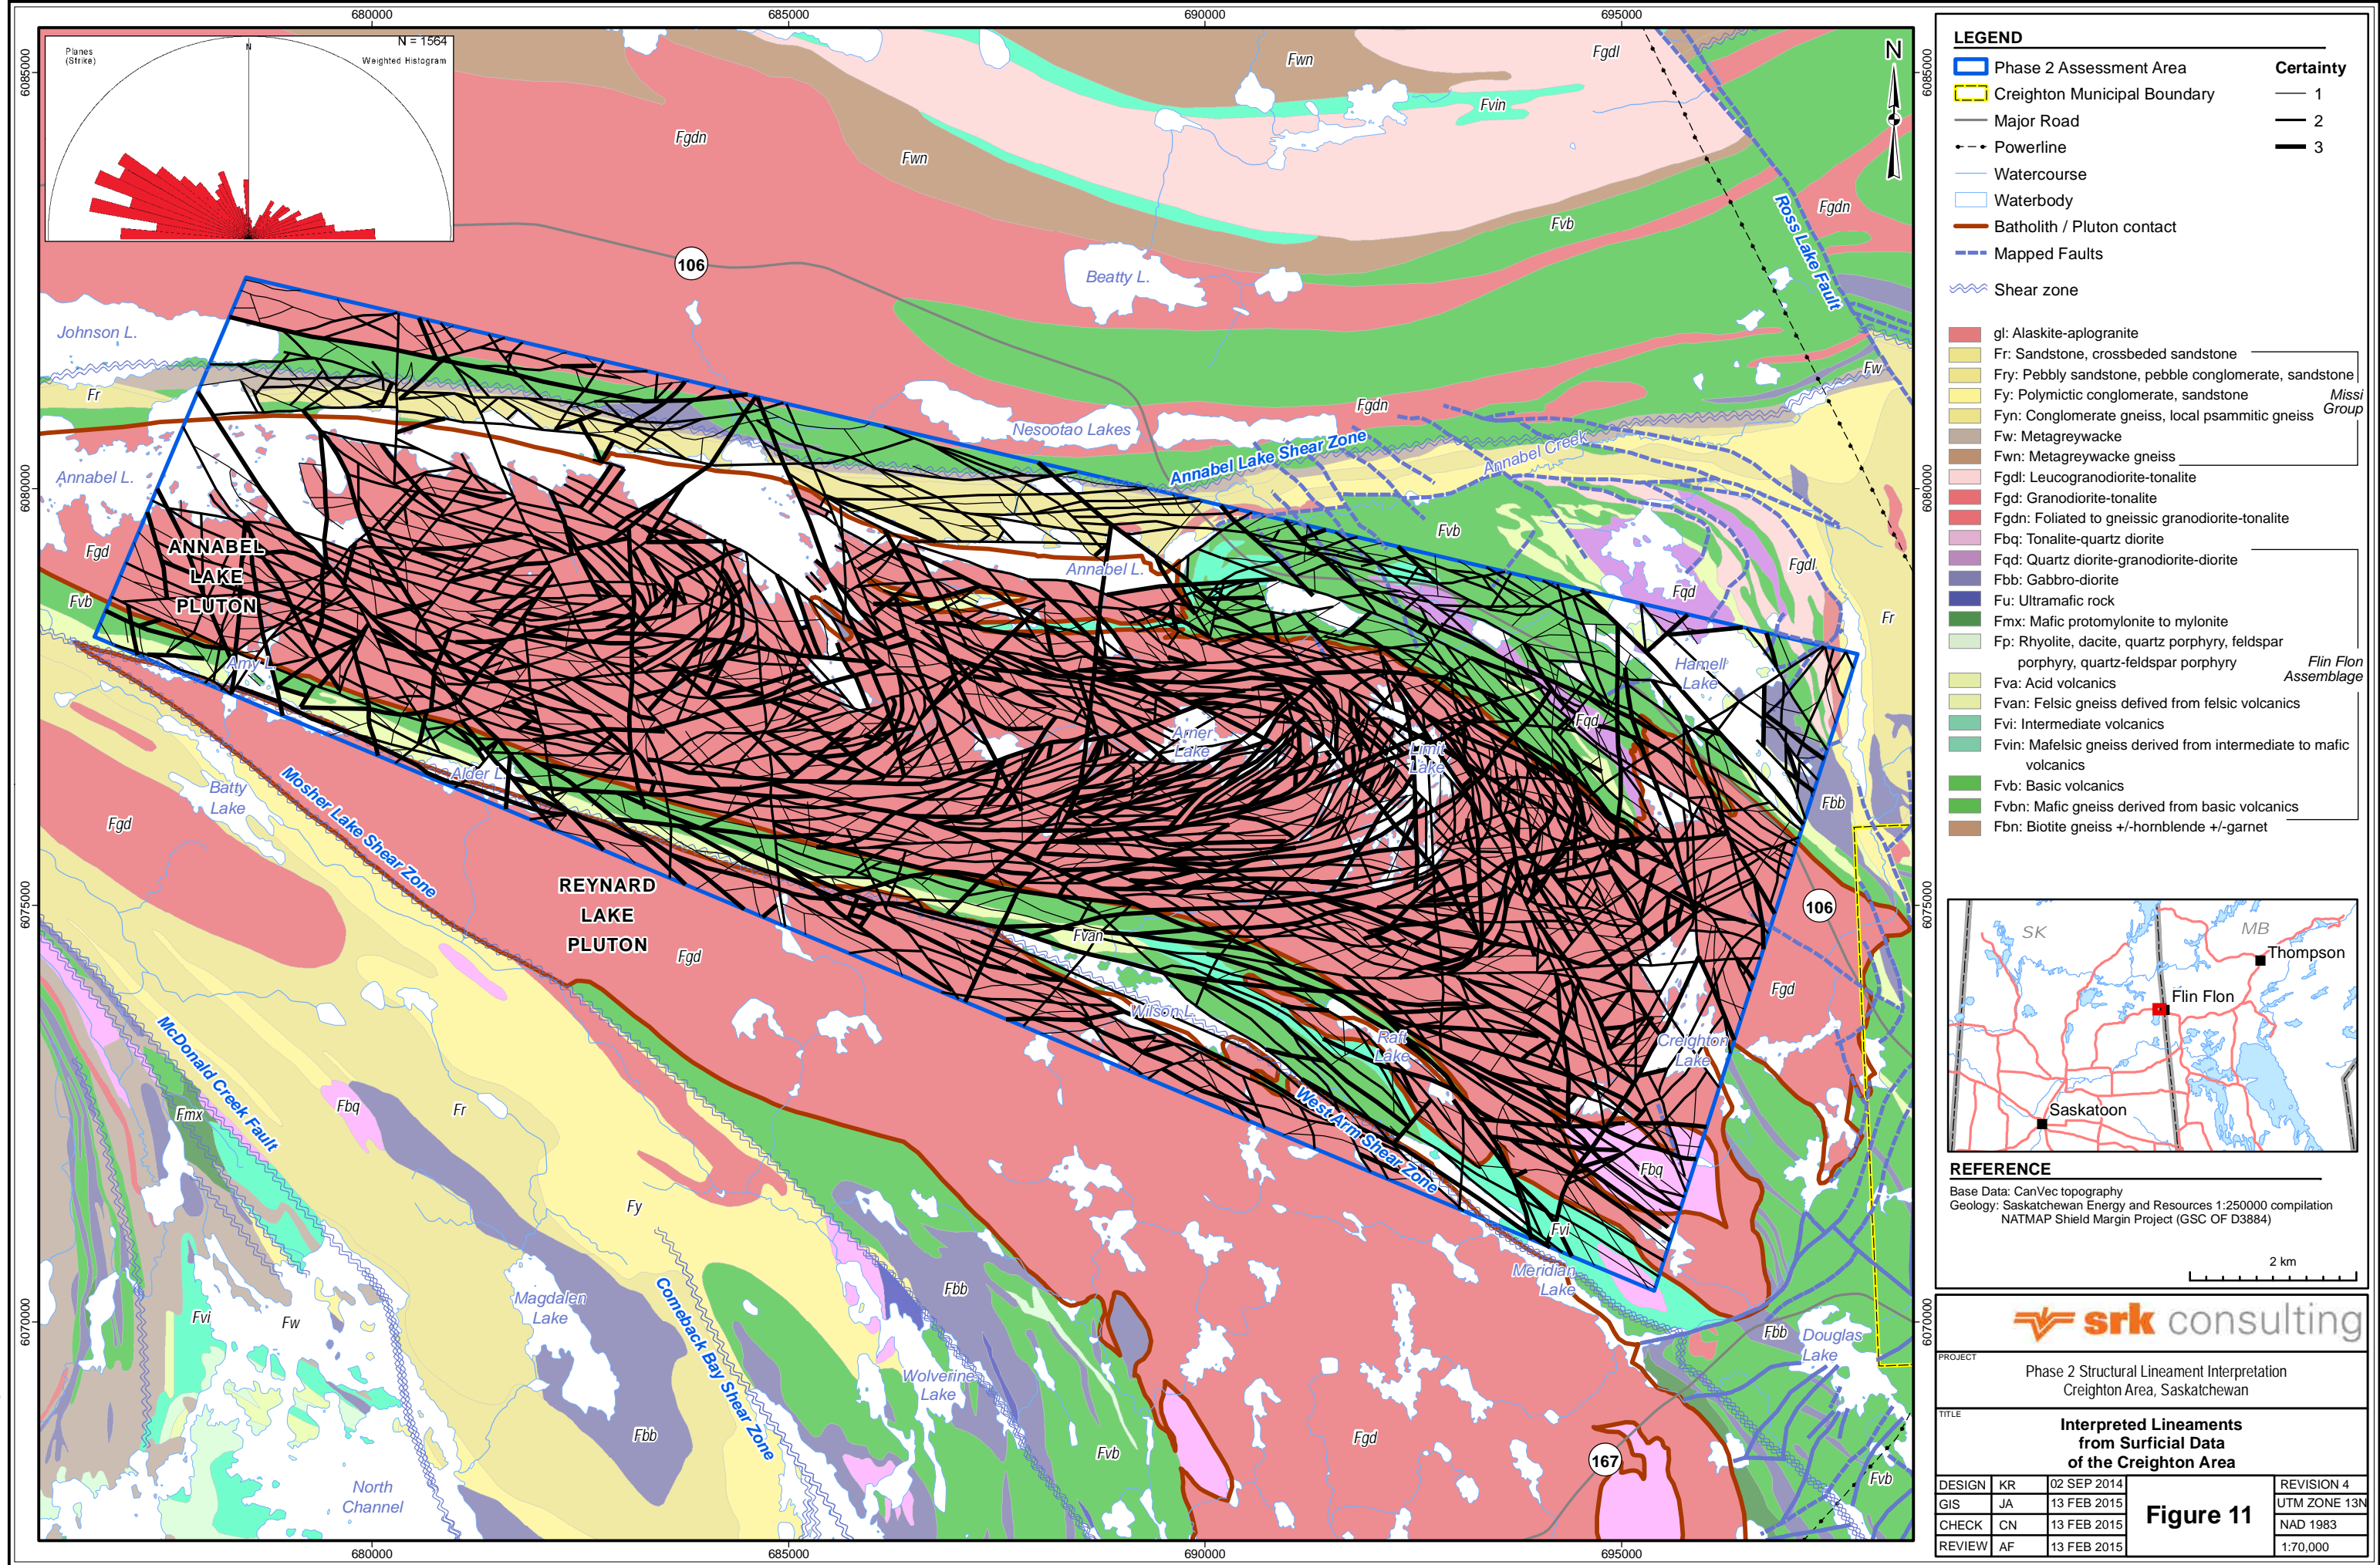 680000
685000
690000
695000
6085000
6080000
6075000
6070000
6085000
6080000
6075000
6070000
680000
685000
690000
695000
Planes
(Strike)
N
N = 1564
Weighted Histogram
N
Fwn
Fgdl
Fvin
Fgdn
Fwn
Fvb
Fgdn
Ross Lake Fault
106
Beatty L.
Johnson L.
Fr
Fw
Fgdn
Nesootao Lakes
Annabel Lake Shear Zone
Annabel Creek
Annabel L.
Fgd
ANNABEL
LAKE
PLUTON
Fvb
Annabel L.
Fvb
Fgdl
Fqd
Fr
Amy L.
Hamell
Lake
Fqd
Arner
Lake
Limit
Lake
Alder L.
Batty
Lake
Fgd
Mosher Lake Shear Zone
Fbb
REYNARD
LAKE
PLUTON
Fgd
Fvan
106
Fgd
Wilson L.
Raft
Lake
Creighton
Lake
McDonald Creek Fault
Fmx
Fbq
Fr
West Arm Shear Zone
Fbq
Fy
Fvi
Meridian
Lake
Fvi
Fw
Magdalen
Lake
Comeback Bay Shear Zone
Fbb
Wolverine
Lake
Fbb
Douglas
Lake
Fbb
Fvb
Fgd
167
Fvb
North
Channel
LEGEND
Phase 2 Assessment Area
Creighton Municipal Boundary
Major Road
Powerline
Watercourse
Waterbody
Batholith / Pluton contact
Mapped Faults
Shear zone
Certainty
1
2
3
gl: Alaskite-aplogranite
Fr: Sandstone, crossbeded sandstone
Fry: Pebbly sandstone, pebble conglomerate, sandstone
Fy: Polymictic conglomerate, sandstone
Fyn: Conglomerate gneiss, local psammitic gneiss
Fw: Metagreywacke
Fwn: Metagreywacke gneiss
Missi
Group
Fgdl: Leucogranodiorite-tonalite
Fgd: Granodiorite-tonalite
Fgdn: Foliated to gneissic granodiorite-tonalite
Fbq: Tonalite-quartz diorite
Fqd: Quartz diorite-granodiorite-diorite
Fbb: Gabbro-diorite
Fu: Ultramafic rock
Fmx: Mafic protomylonite to mylonite
Fp: Rhyolite, dacite, quartz porphyry, feldspar
porphyry, quartz-feldspar porphyry
Fva: Acid volcanics
Fvan: Felsic gneiss derived from felsic volcanics
Fvi: Intermediate volcanics
Fvin: Mafelsic gneiss derived from intermediate to mafic
volcanics
Fvb: Basic volcanics
Fvbn: Mafic gneiss derived from basic volcanics
Fbn: Biotite gneiss +/-hornblende +/-garnet
Flin Flon
Assemblage
SK
MB
Thompson
Flin Flon
Saskatoon
REFERENCE
Base Data: CanVec topography
Geology: Saskatchewan Energy and Resources 1:250000 compilation
NATMAP Shield Margin Project (GSC OF D3884)
2 km
srk consulting
PROJECT
Phase 2 Structural Lineament Interpretation
Creighton Area, Saskatchewan
TITLE
Interpreted Lineaments
from Surficial Data
of the Creighton Area
DESIGN KR 02 SEP 2014
GIS JA 13 FEB 2015
CHECK CN 13 FEB 2015
REVIEW AF 13 FEB 2015
Figure 11
REVISION 4
UTM ZONE 13N
NAD 1983
1:70,000